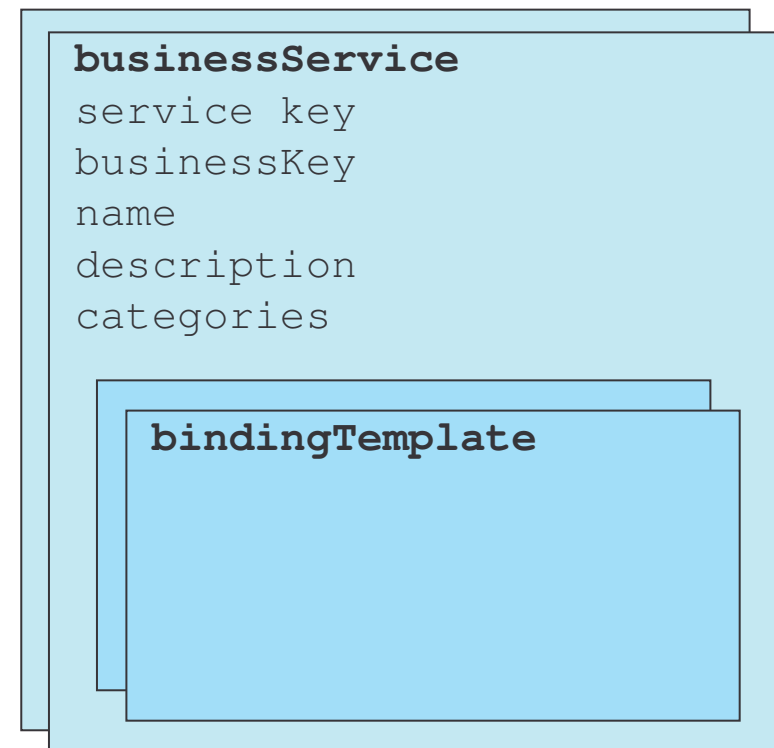 businessService
service key
businessKey
name
description
categories
bindingTemplate